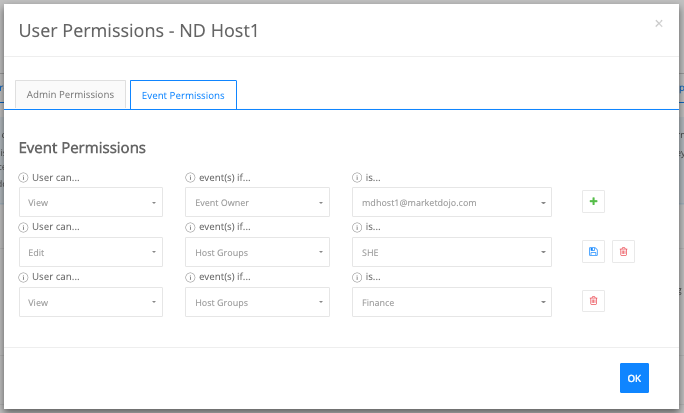 User Permissions - ND Host1
×
Admin Permissions
Event Permissions
Event Permissions
User can... event(s) if... is...
View Event Owner mdhost1@marketdojo.com
User can... event(s) if... is...
Edit Host Groups SHE
User can... event(s) if... is...
View Host Groups Finance
OK